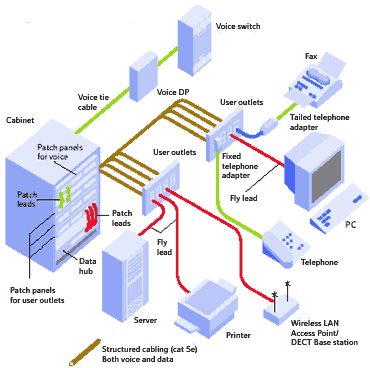 Voice switch
Fax
Voice DP
Voice tie
cable
User outlets
Tailed telephone
adapter
Cabinet
Patch panels
for voice
User outlets
Fixed
telephone
adapter
Fly lead
PC
Patch
leads
Patch
leads
Fly
lead
Data
hub
Telephone
Patch panels
for user outlets
Server
Printer
Wireless LAN
Access Point/
DECT Base station
Structured cabling (cat 5e)
Both voice and data